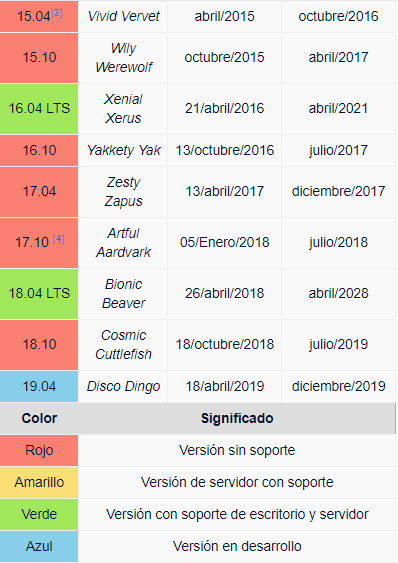 15.04[3] Vivid Vervet abril/2015 octubre/2016
15.10 Wily Werewolf octubre/2015 abril/2017
16.04 LTS Xenial Xerus 21/abril/2016 abril/2021
16.10 Yakkety Yak 13/octubre/2016 julio/2017
17.04 Zesty Zapus 13/abril/2017 diciembre/2017
17.10 [4] Artful Aardvark 05/Enero/2018 julio/2018
18.04 LTS Bionic Beaver 26/abril/2018 abril/2028
18.10 Cosmic Cuttlefish 18/octubre/2018 julio/2019
19.04 Disco Dingo 18/abril/2019 diciembre/2019
Color Significado
Rojo Versión sin soporte
Amarillo Versión de servidor con soporte
Verde Versión con soporte de escritorio y servidor
Azul Versión en desarrollo